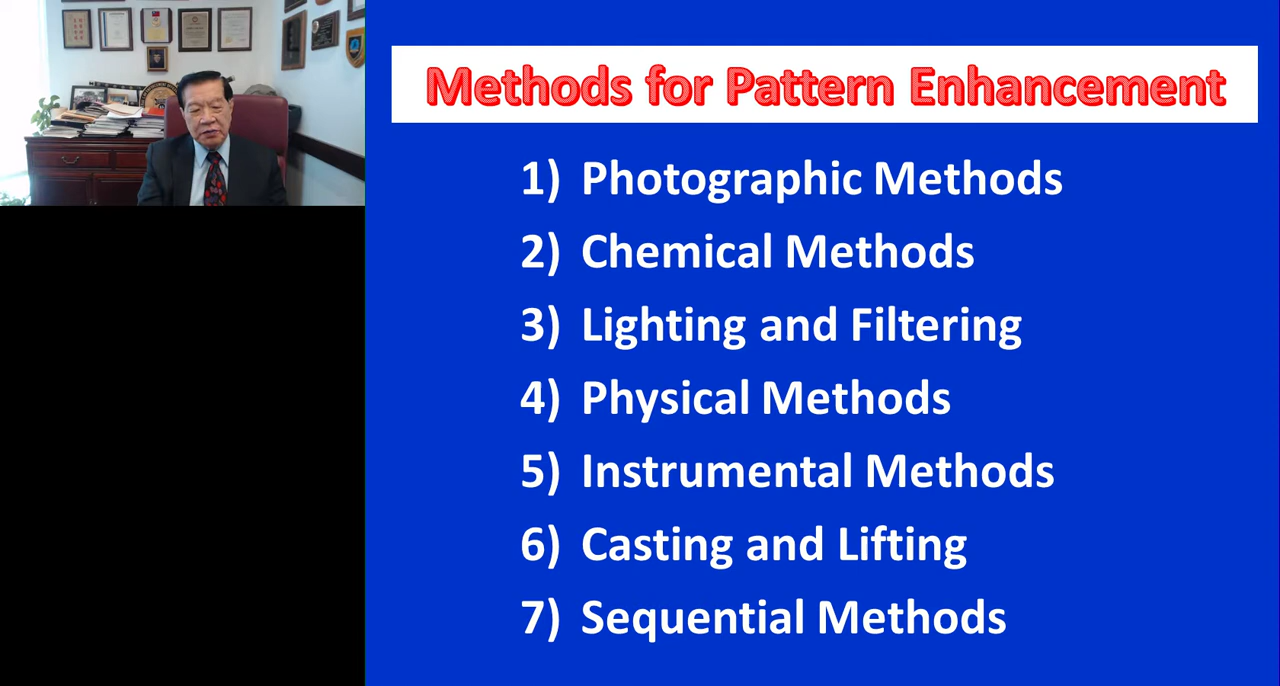 Methods for Pattern Enhancement
1) Photographic Methods
2) Chemical Methods
3) Lighting and Filtering
4) Physical Methods
5) Instrumental Methods
6) Casting and Lifting
7) Sequential Methods